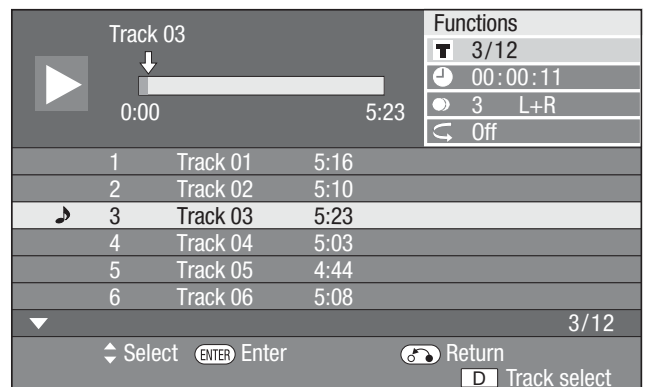 Track 03
0:00 5:23
Functions
T 3/12
00:00:11
3 L+R
Off
1 Track 01 5:16
2 Track 02 5:10
3 Track 03 5:23
4 Track 04 5:03
5 Track 05 4:44
6 Track 06 5:08
3/12
Select ENTER Enter Return
D Track select